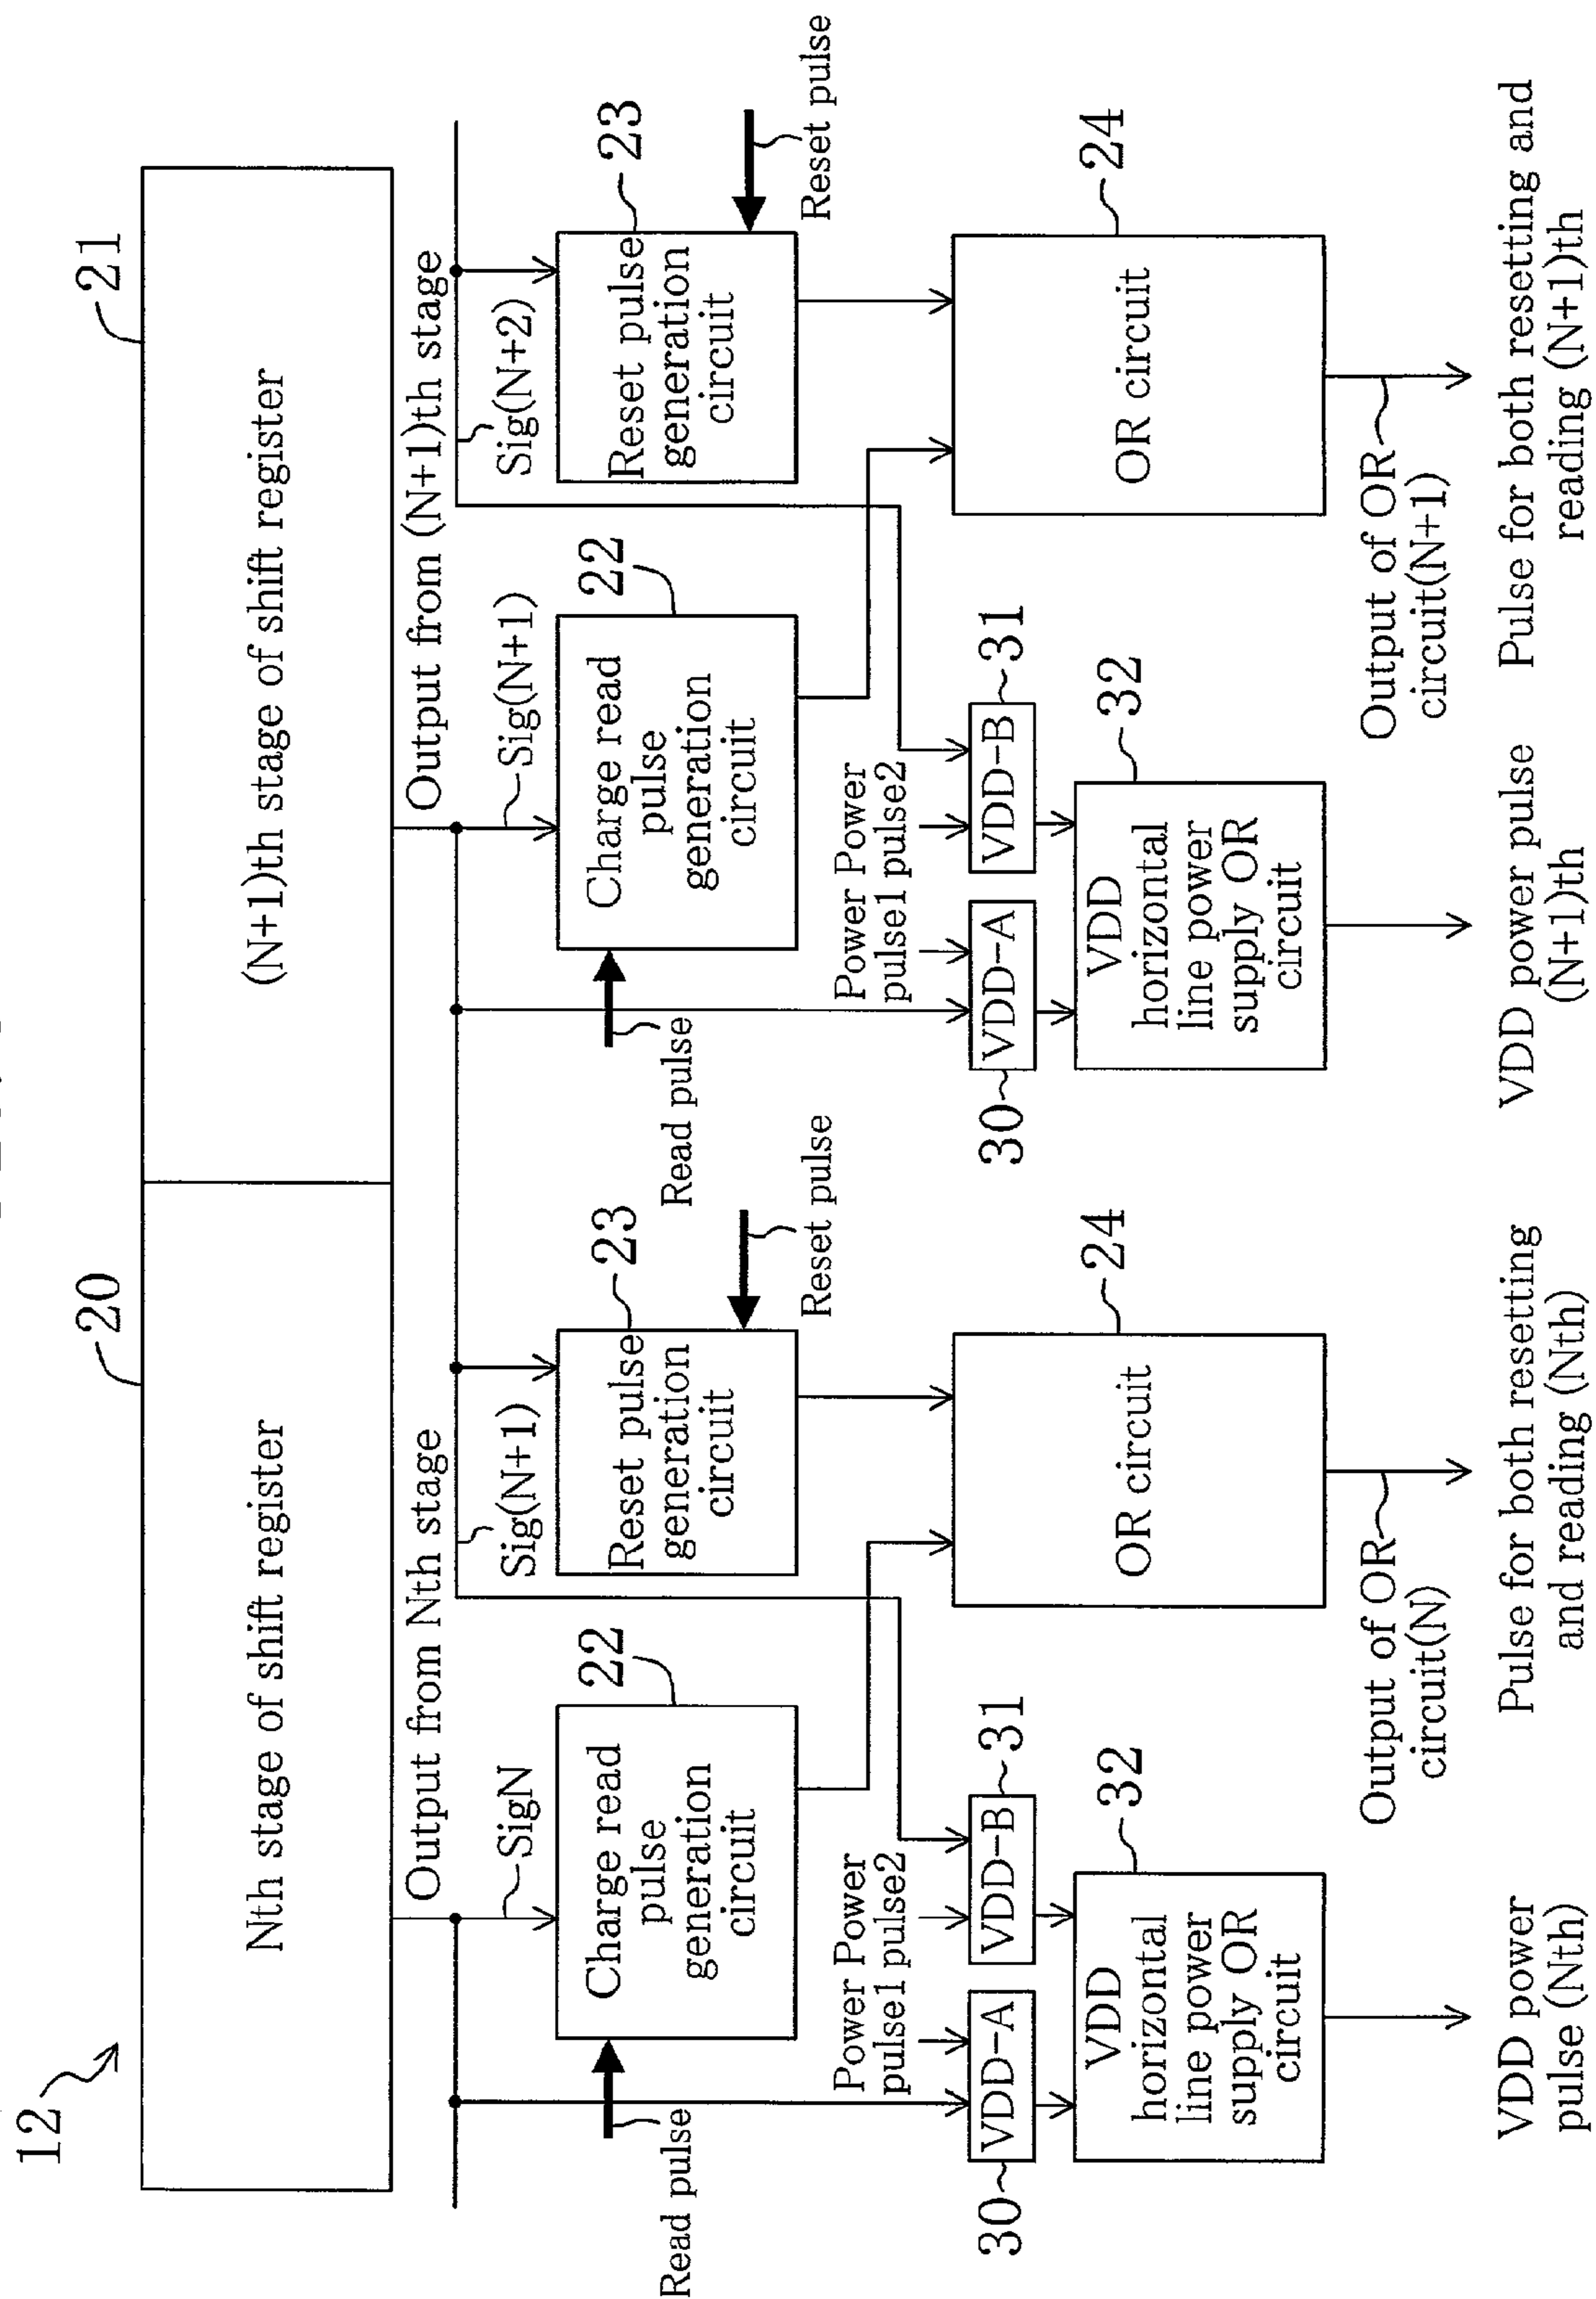 12
20
21
Nth stage of shift register
(N+1)th stage of shift register
Output from Nth stage
Output from (N+1)th stage
SigN
Sig(N+1)
Sig(N+1)
Sig(N+2)
Read pulse
22
Charge read
pulse
generation
circuit
23
Reset pulse
generation
circuit
Reset pulse
Read pulse
22
Charge read
pulse
generation
circuit
23
Reset pulse
generation
circuit
Reset pulse
Power Power
pulse1 pulse2
30
VDD-A
VDD-B
31
24
OR circuit
Power Power
pulse1 pulse2
30
VDD-A
VDD-B
31
24
OR circuit
32
VDD
horizontal
line power
supply OR
circuit
32
VDD
horizontal
line power
supply OR
circuit
Output of OR
circuit(N)
Output of OR
circuit(N+1)
VDD power
pulse (Nth)
Pulse for both resetting
and reading (Nth)
VDD power pulse
(N+1)th
Pulse for both resetting and
reading (N+1)th